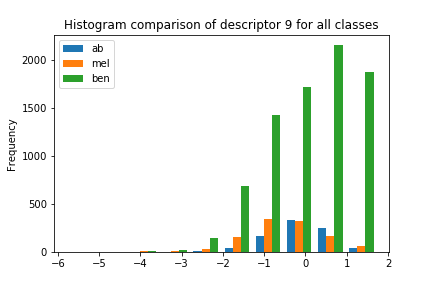 Histogram comparison of descriptor 9 for all classes
ab
mel
ben
Frequency
2000
1500
1000
500
0
−6 −5 −4 −3 −2 −1 0 1 2